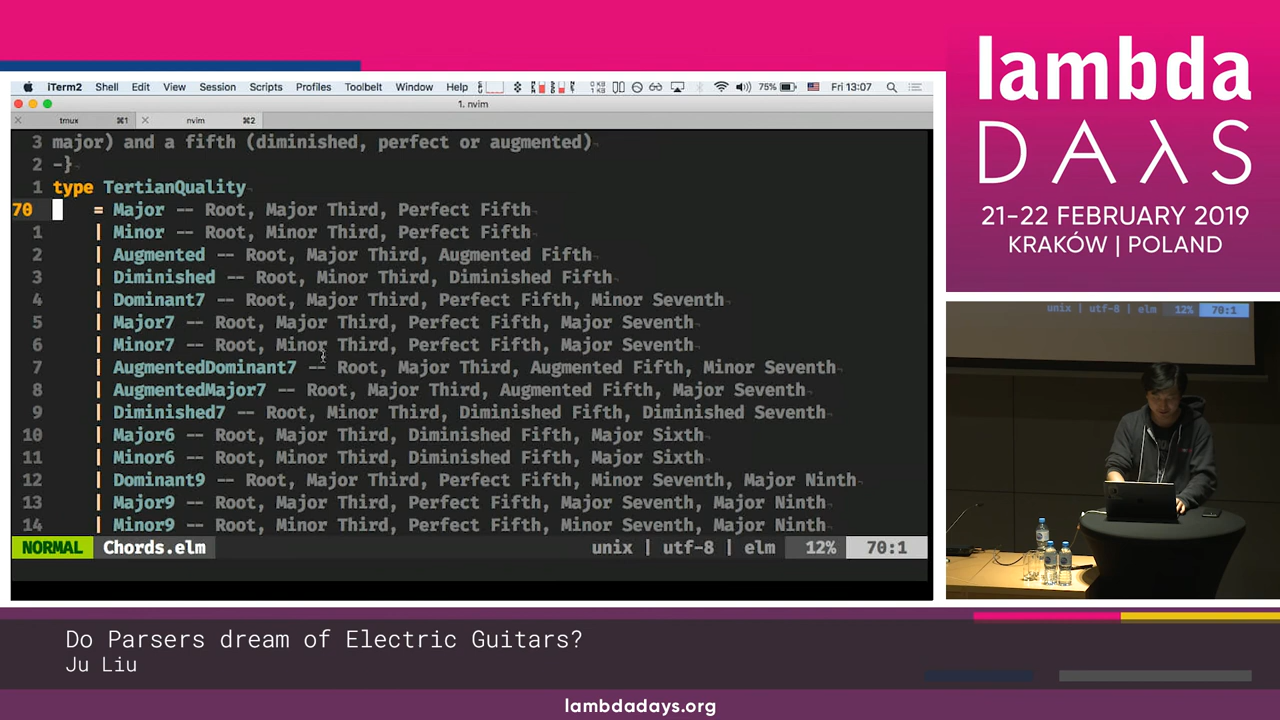 iTerm2 Shell Edit View Session Scripts Profiles Toolbelt Window Help 75% Fri 13:07
1. nvim
tmux ⌘1 nvim ⌘2
3 major) and a fifth (diminished, perfect or augmented)
2 -}
1 type TertianQuality
70 = Major -- Root, Major Third, Perfect Fifth
1 | Minor -- Root, Minor Third, Perfect Fifth
2 | Augmented -- Root, Major Third, Augmented Fifth
3 | Diminished -- Root, Minor Third, Diminished Fifth
4 | Dominant7 -- Root, Major Third, Perfect Fifth, Minor Seventh
5 | Major7 -- Root, Major Third, Perfect Fifth, Major Seventh
6 | Minor7 -- Root, Minor Third, Perfect Fifth, Major Seventh
7 | AugmentedDominant7 -- Root, Major Third, Augmented Fifth, Minor Seventh
8 | AugmentedMajor7 -- Root, Major Third, Augmented Fifth, Major Seventh
9 | Diminished7 -- Root, Minor Third, Diminished Fifth, Diminished Seventh
10 | Major6 -- Root, Major Third, Diminished Fifth, Major Sixth
11 | Minor6 -- Root, Minor Third, Diminished Fifth, Major Sixth
12 | Dominant9 -- Root, Major Third, Perfect Fifth, Minor Seventh, Major Ninth
13 | Major9 -- Root, Major Third, Perfect Fifth, Major Seventh, Major Ninth
14 | Minor9 -- Root, Minor Third, Perfect Fifth, Minor Seventh, Major Ninth
NORMAL Chords.elm unix | utf-8 | elm 12% 70:1
lambda
DAλS
21-22 FEBRUARY 2019
KRAKÓW | POLAND
unix | utf-8 | elm 12% 70:1
Do Parsers dream of Electric Guitars?
Ju Liu
lambdadays.org